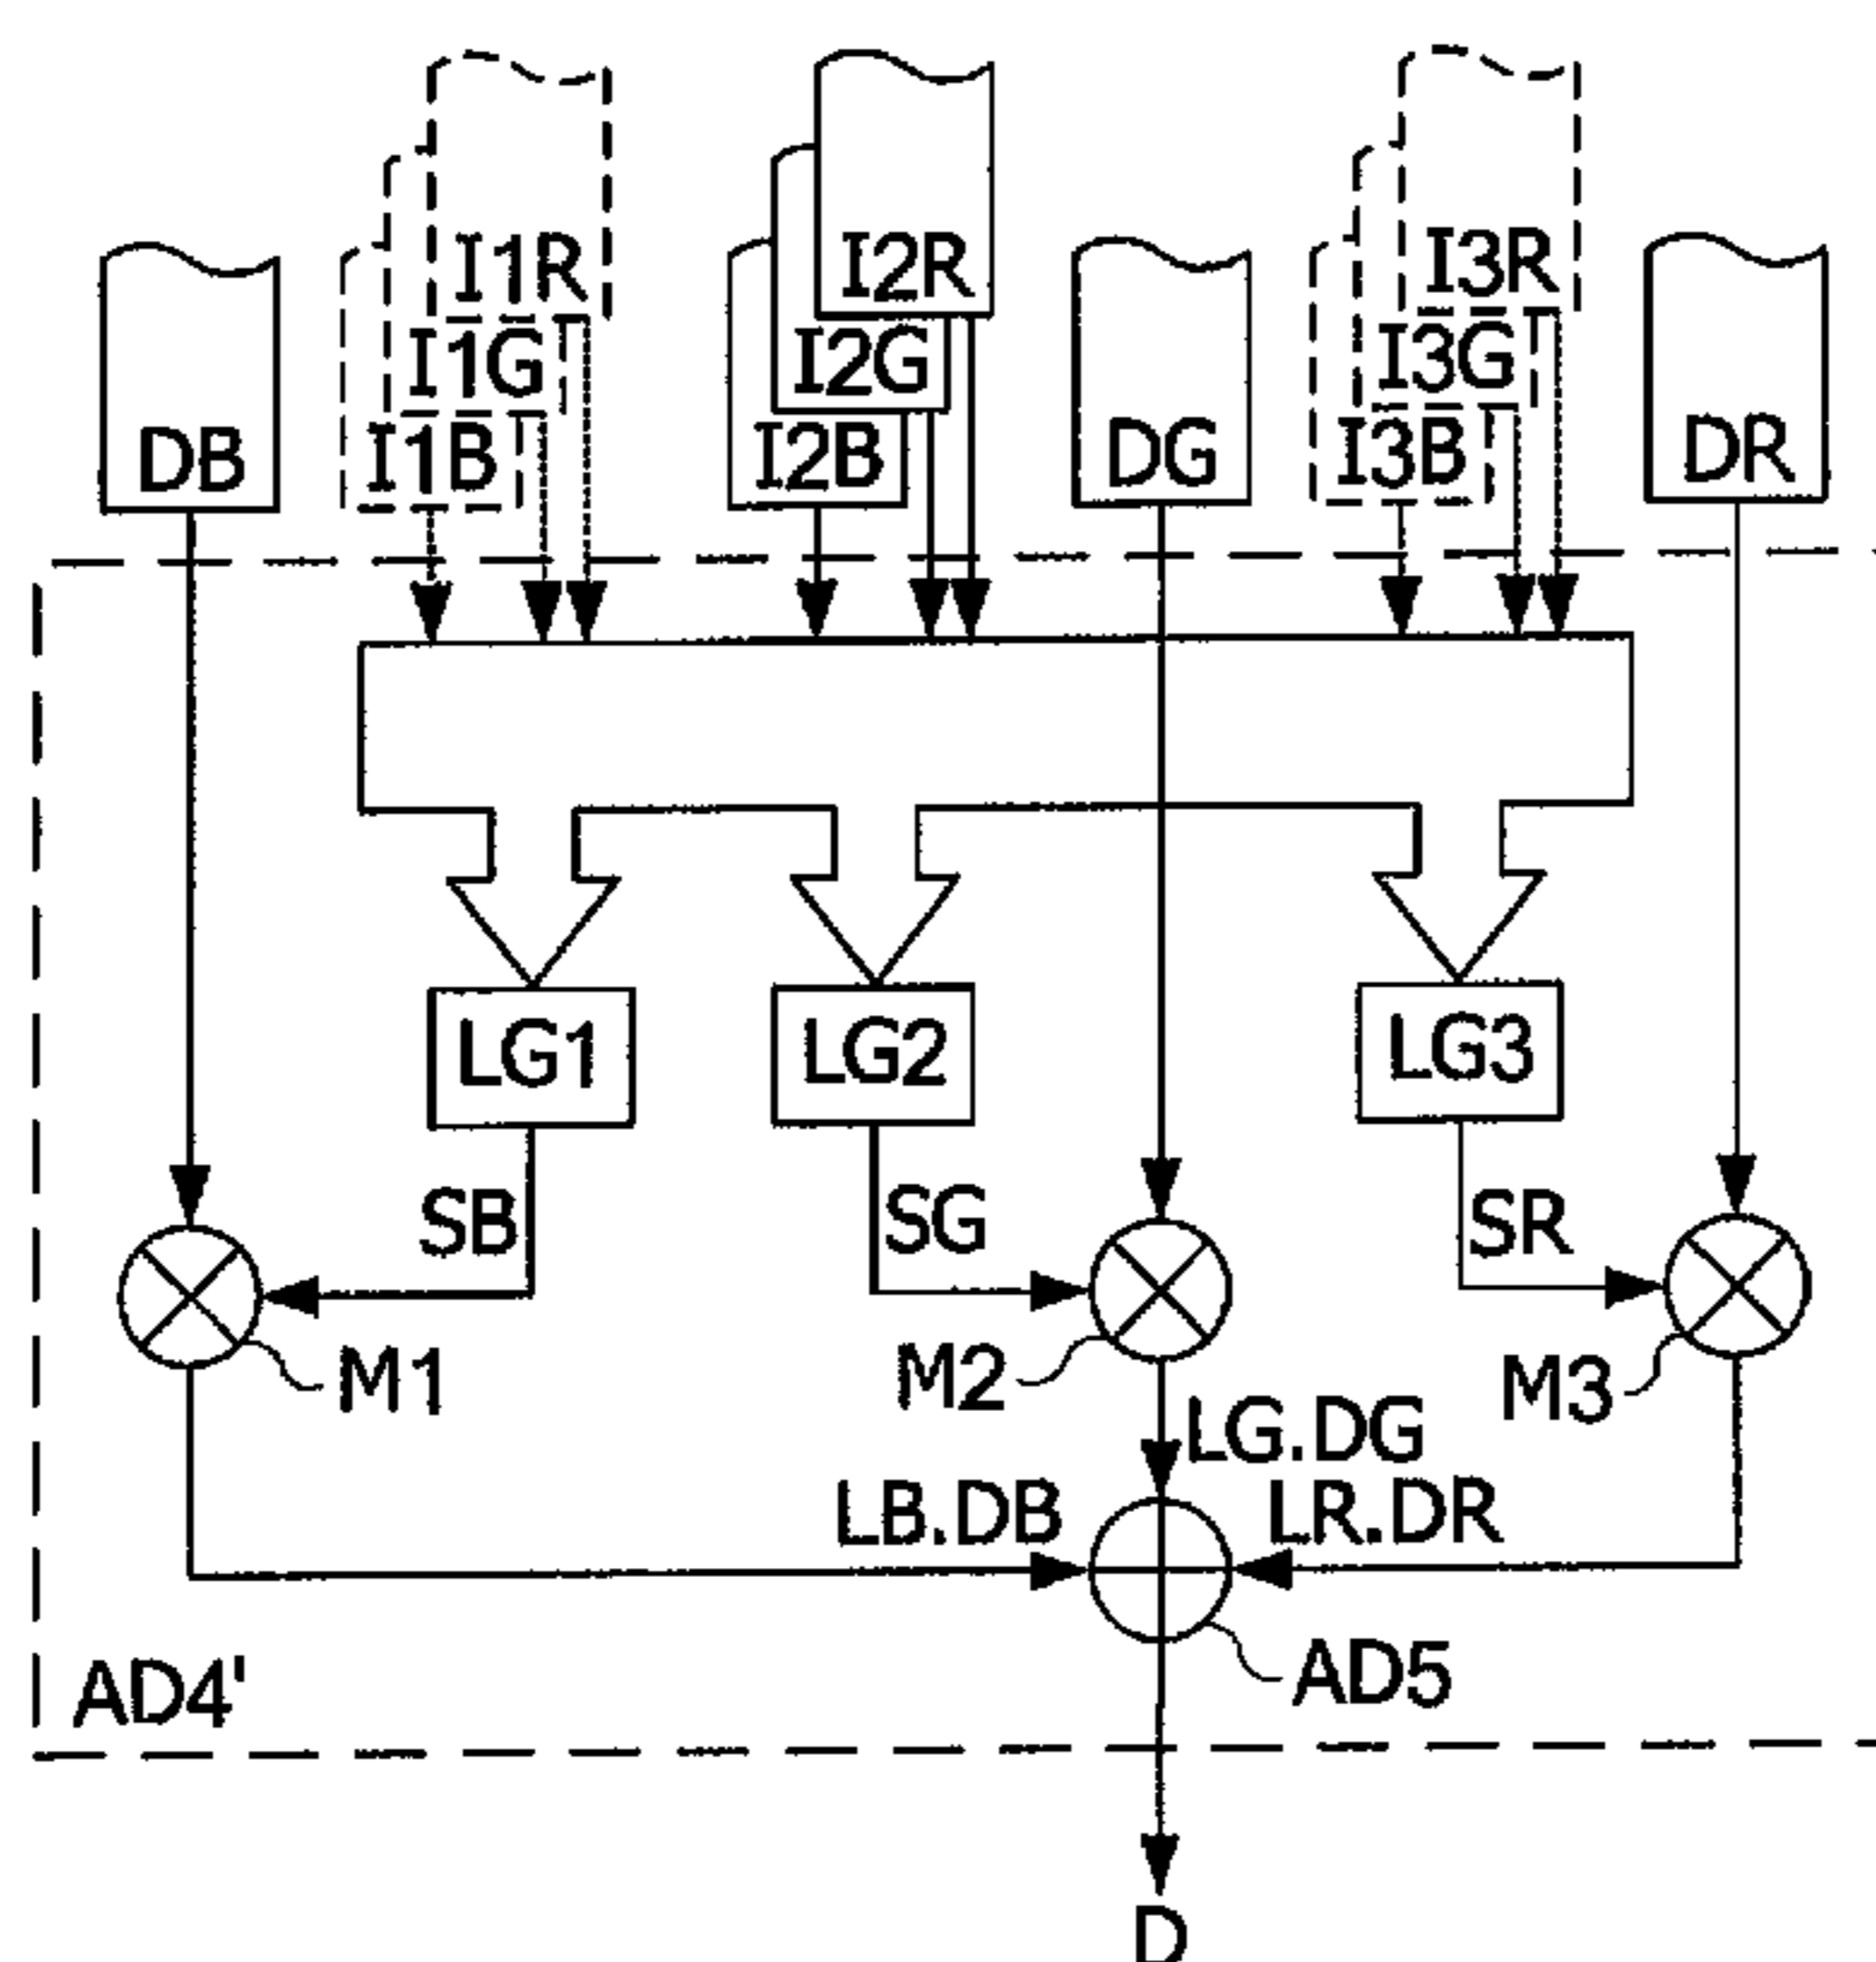 I1R
I2R
I3R
I1G
I2G
I3G
DB
I1B
I2B
DG
I3B
DR
LG1
LG2
LG3
SB
SG
SR
M1
M2
M3
LG.DG
LB.DB
LR.DR
AD4'
AD5
D